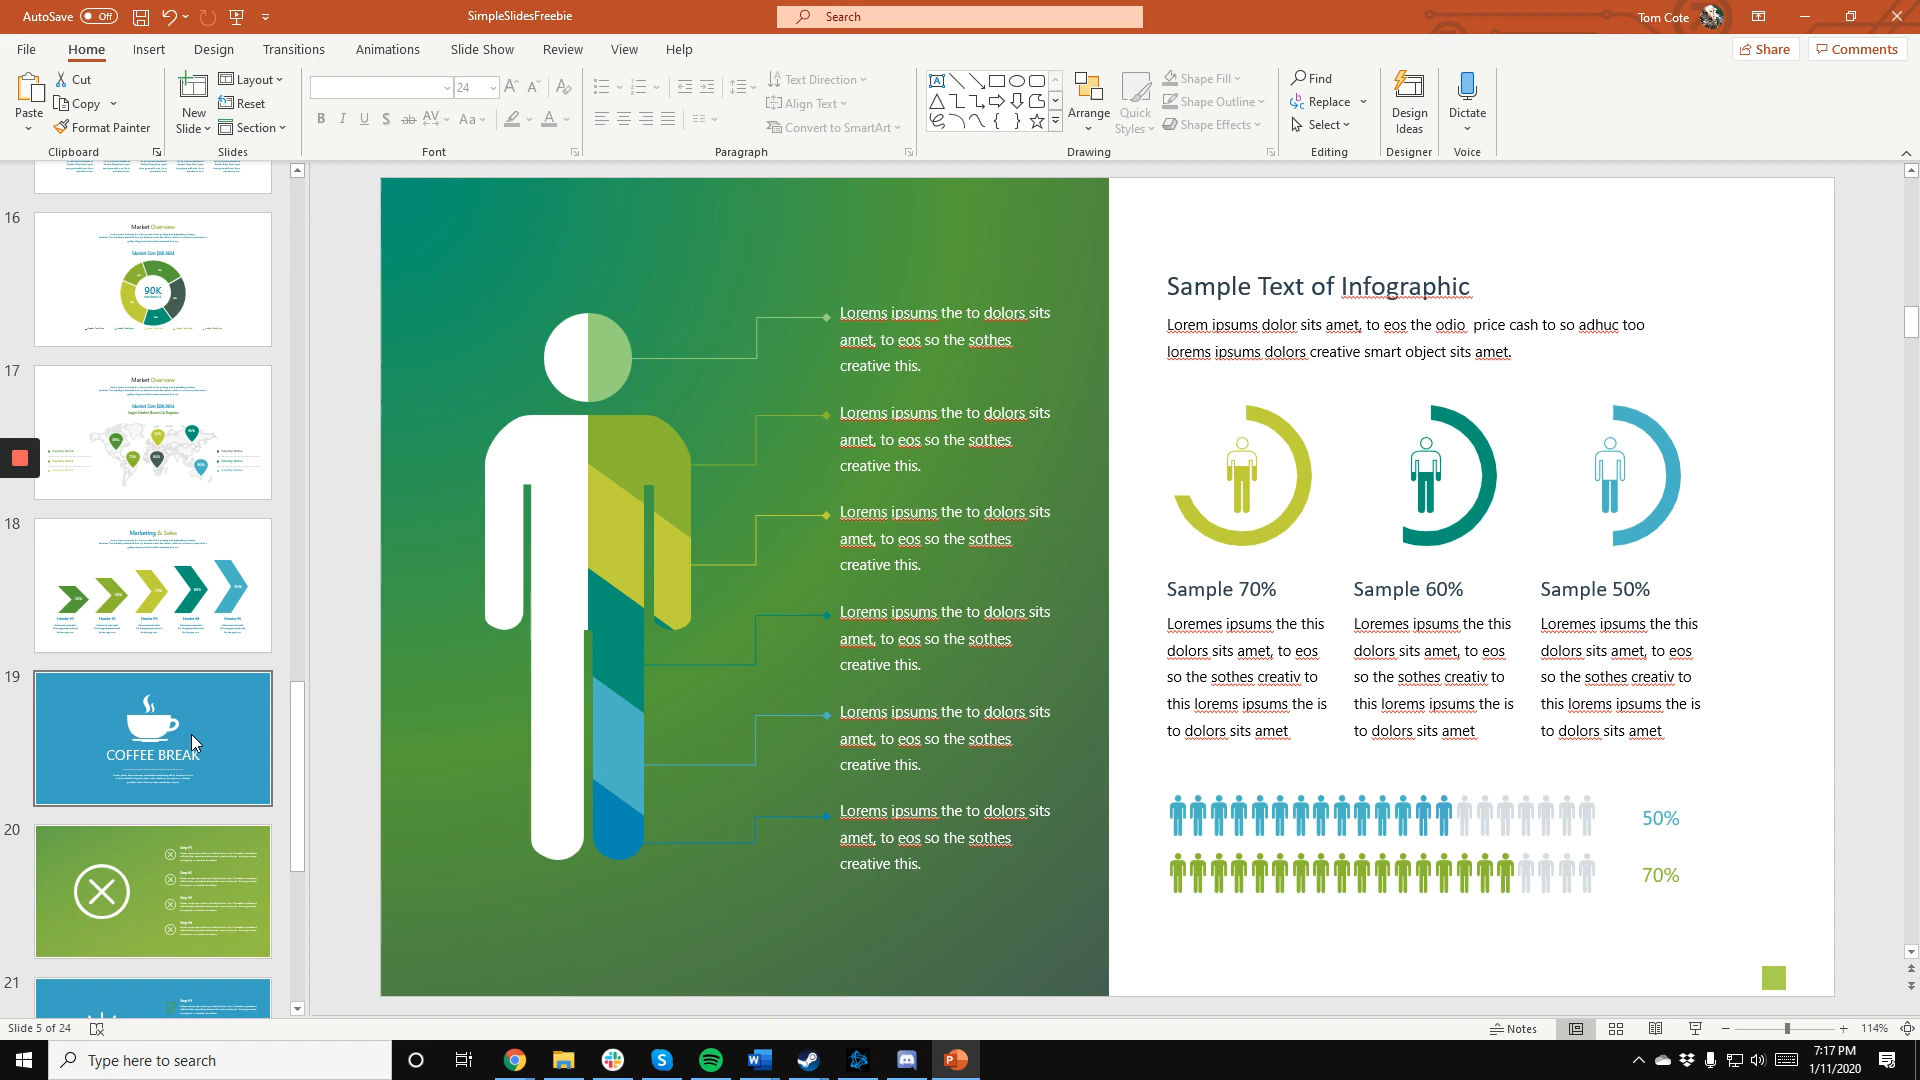 AutoSave Off
SimpleSlidesFreebie
Search
Tom Cote
File Home Insert Design Transitions Animations Slide Show Review View Help
Share Comments
Paste
Cut
Copy
Format Painter
Clipboard
New Slide
Layout
Reset
Section
Slides
24
B I U S ab AV Aa A
Font
Text Direction
Align Text
Convert to SmartArt
Paragraph
Arrange
Quick Styles
Shape Fill
Shape Outline
Shape Effects
Drawing
Find
Replace
Select
Editing
Design Ideas
Designer
Dictate
Voice
16
Market Overview
90K
17
Market Overview
18
Marketing & Sales
19
COFFEE BREAK
20
21
Lorems ipsums the to dolors sits
amet, to eos so the sothes
creative this.
Lorems ipsums the to dolors sits
amet, to eos so the sothes
creative this.
Lorems ipsums the to dolors sits
amet, to eos so the sothes
creative this.
Lorems ipsums the to dolors sits
amet, to eos so the sothes
creative this.
Lorems ipsums the to dolors sits
amet, to eos so the sothes
creative this.
Lorems ipsums the to dolors sits
amet, to eos so the sothes
creative this.
Sample Text of Infographic
Lorem ipsums dolor sits amet, to eos the odio price cash to so adhuc too
lorems ipsums dolors creative smart object sits amet.
Sample 70%
Loremes ipsums the this
dolors sits amet, to eos
so the sothes creativ to
this lorems ipsums the is
to dolors sits amet
Sample 60%
Loremes ipsums the this
dolors sits amet, to eos
so the sothes creativ to
this lorems ipsums the is
to dolors sits amet
Sample 50%
Loremes ipsums the this
dolors sits amet, to eos
so the sothes creativ to
this lorems ipsums the is
to dolors sits amet
50%
70%
Slide 5 of 24
Notes
114%
Type here to search
7:17 PM
1/11/2020